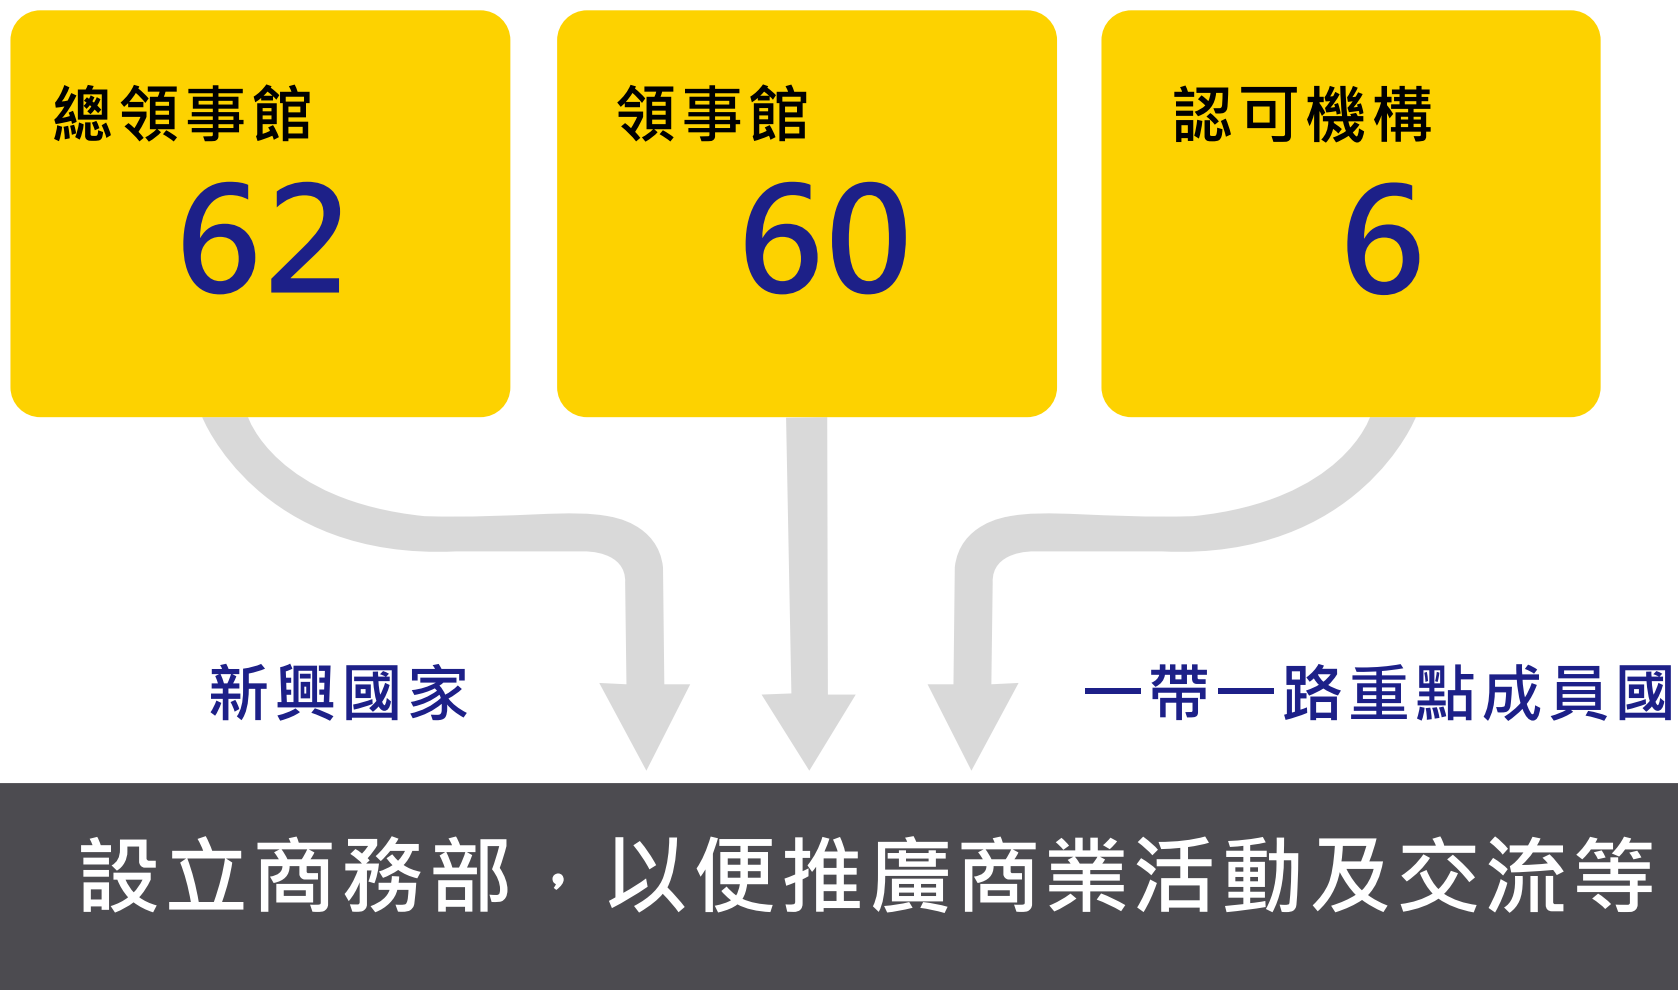 總領事館
62
領事館
60
認可機構
6
新興國家
一帶一路重點成員國
設立商務部，以便推廣商業活動及交流等